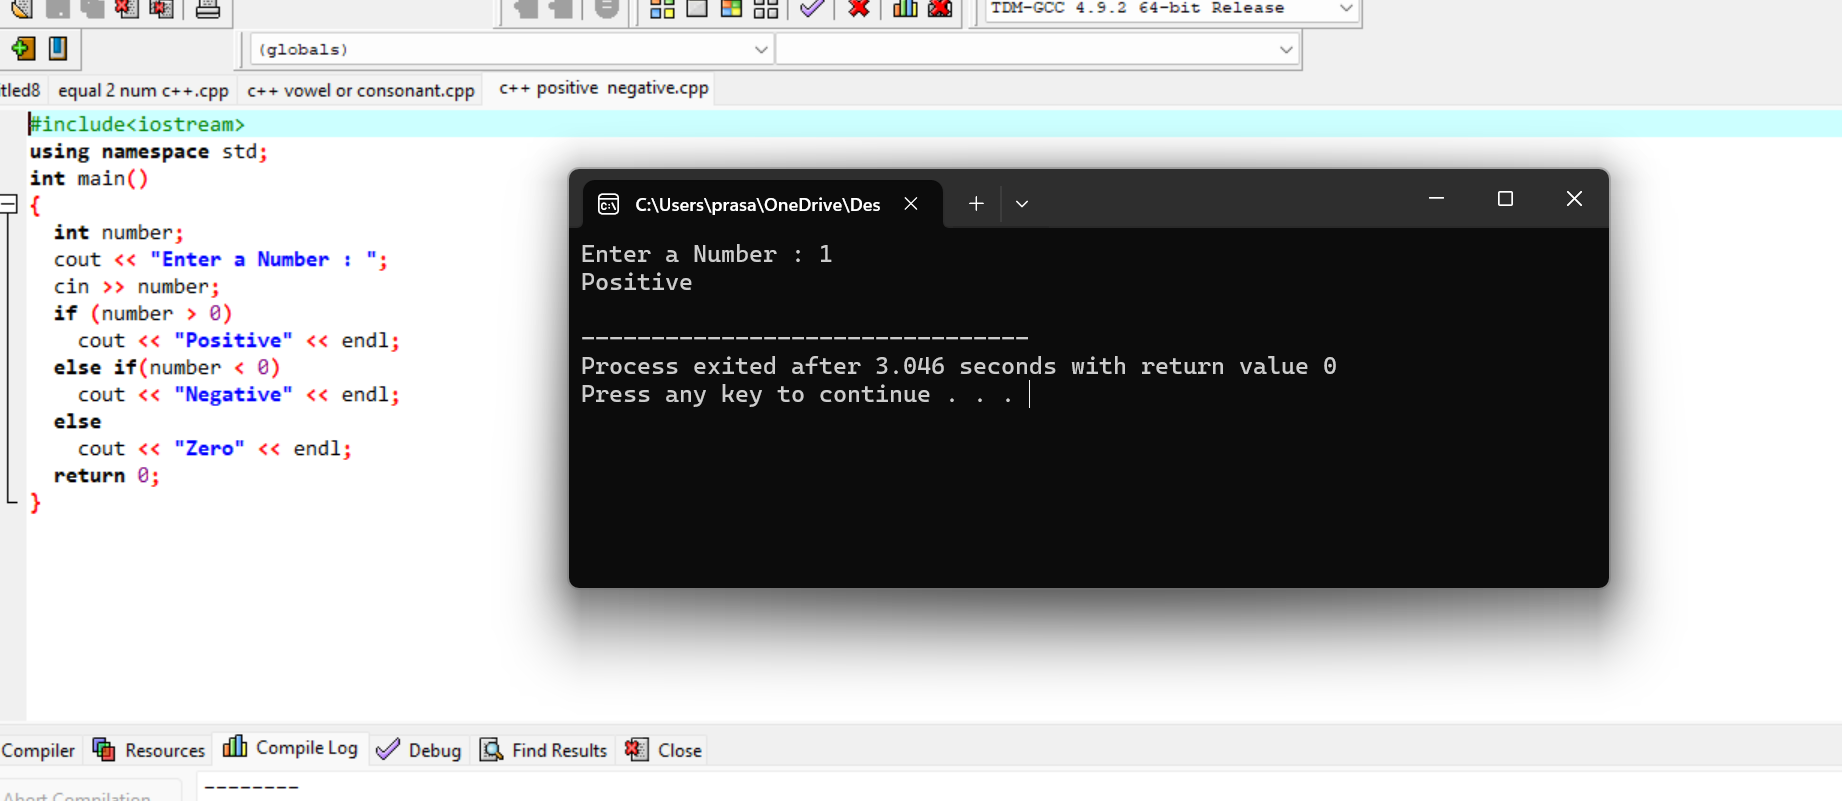 TDM-GCC 4.9.2 64-bit Release
(globals)
tled8 equal 2 num c++.cpp c++ vowel or consonant.cpp c++ positive negative.cpp
#include<iostream>
using namespace std;
int main()
{
int number;
cout << "Enter a Number : ";
cin >> number;
if (number > 0)
cout << "Positive" << endl;
else if(number < 0)
cout << "Negative" << endl;
else
cout << "Zero" << endl;
return 0;
}
C:\Users\prasa\OneDrive\Des
Enter a Number : 1
Positive
--------------------------------
Process exited after 3.046 seconds with return value 0
Press any key to continue . . .
Compiler Resources Compile Log Debug Find Results Close
Abort Compilation --------